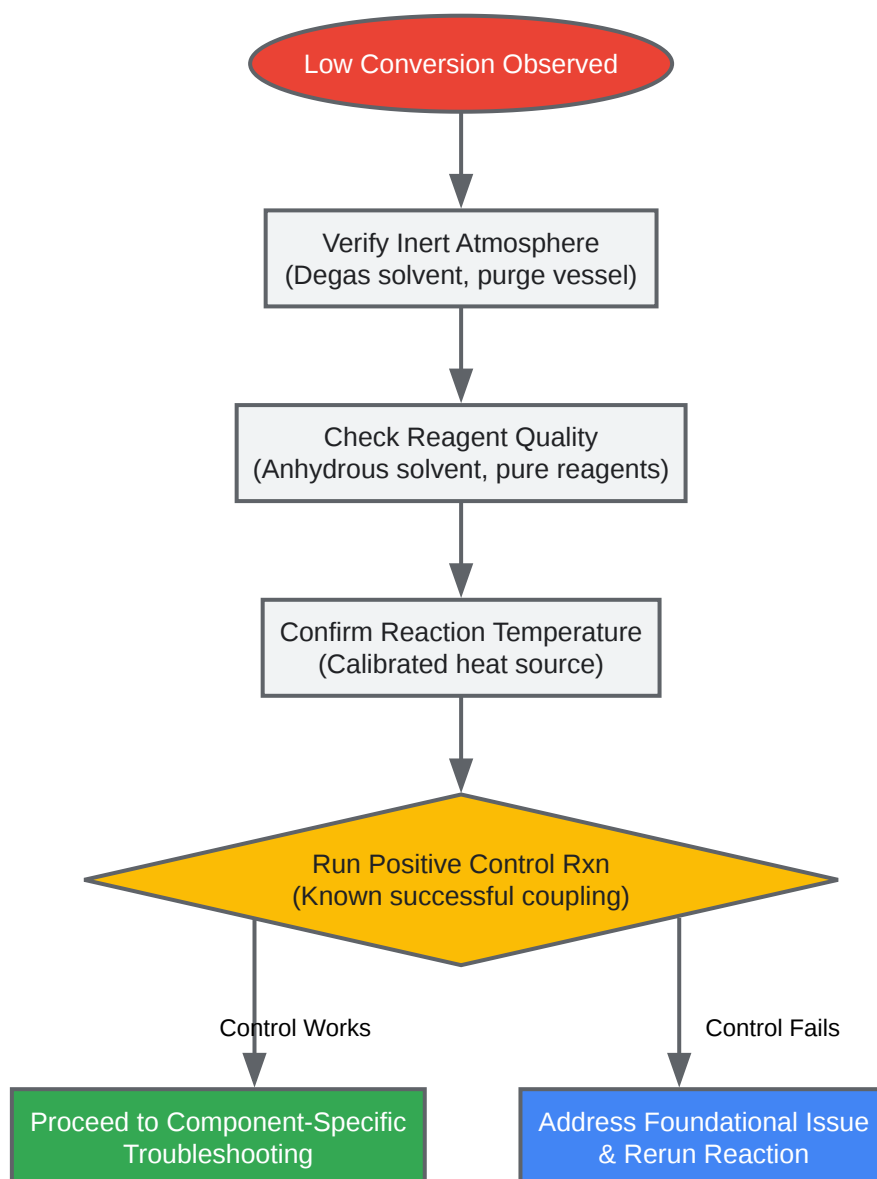 Low Conversion Observed
Verify Inert Atmosphere
(Degas solvent, purge vessel)
Check Reagent Quality
(Anhydrous solvent, pure reagents)
Confirm Reaction Temperature
(Calibrated heat source)
Run Positive Control Rxn
(Known successful coupling)
Control Works
Control Fails
Proceed to Component-Specific
Troubleshooting
Address Foundational Issue
& Rerun Reaction